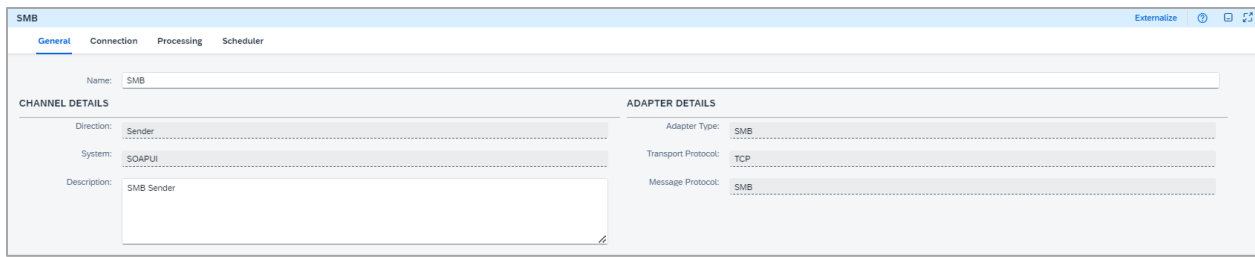 SMB Externalize
General Connection Processing Scheduler
Name: SMB
CHANNEL DETAILS
Direction: Sender
System: SOAPUI
Description: SMB Sender
ADAPTER DETAILS
Adapter Type: SMB
Transport Protocol: TCP
Message Protocol: SMB